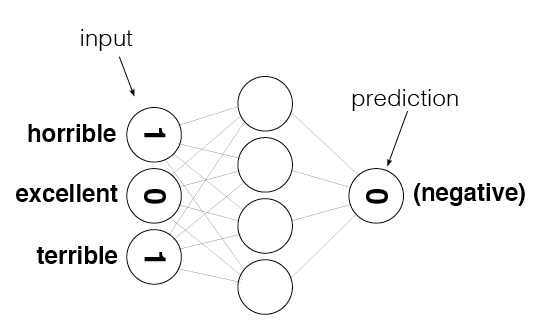 input
prediction
horrible
1
excellent
0
0
(negative)
terrible
1